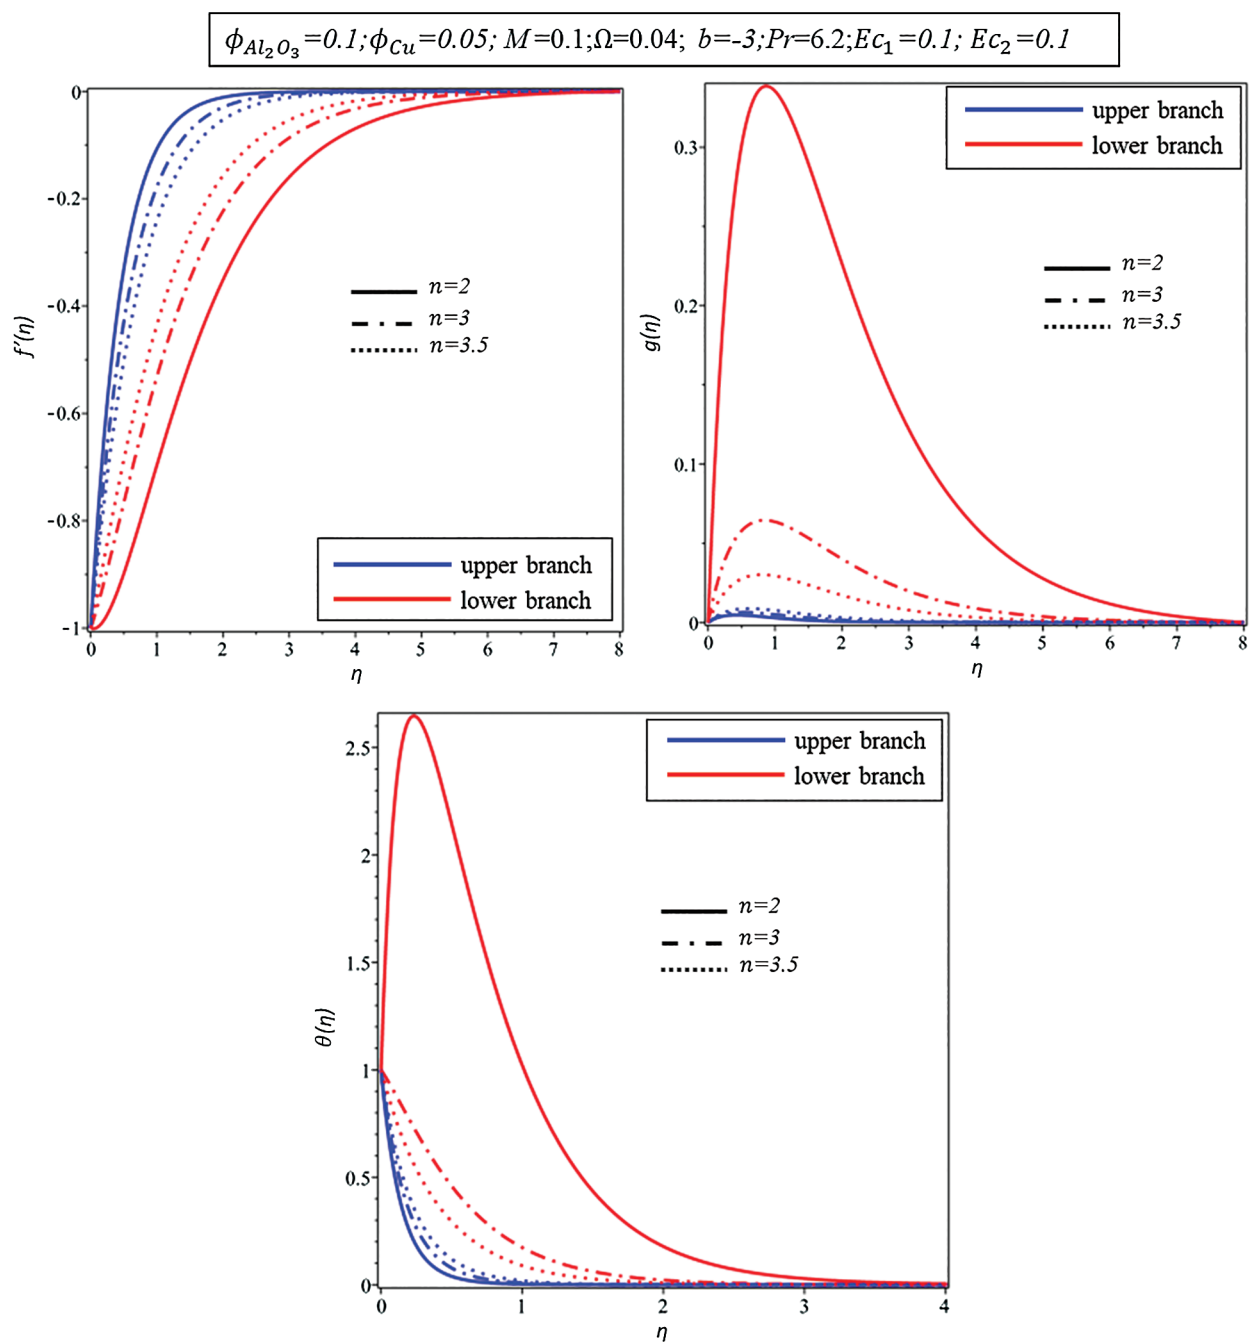 ϕAl2O3=0.1;ϕCu=0.05; M=0.1;Ω=0.04; b=-3;Pr=6.2;Ec1=0.1; Ec2=0.1
0
-0.2
-0.4
-0.6
-0.8
-1
f'(η)
n=2
n=3
n=3.5
upper branch
lower branch
0 1 2 3 4 5 6 7 8
η
upper branch
lower branch
0.3
0.2
0.1
0
g(η)
n=2
n=3
n=3.5
0 1 2 3 4 5 6 7 8
η
upper branch
lower branch
2.5
2
1.5
1
0.5
0
θ(η)
n=2
n=3
n=3.5
0 1 2 3 4
η